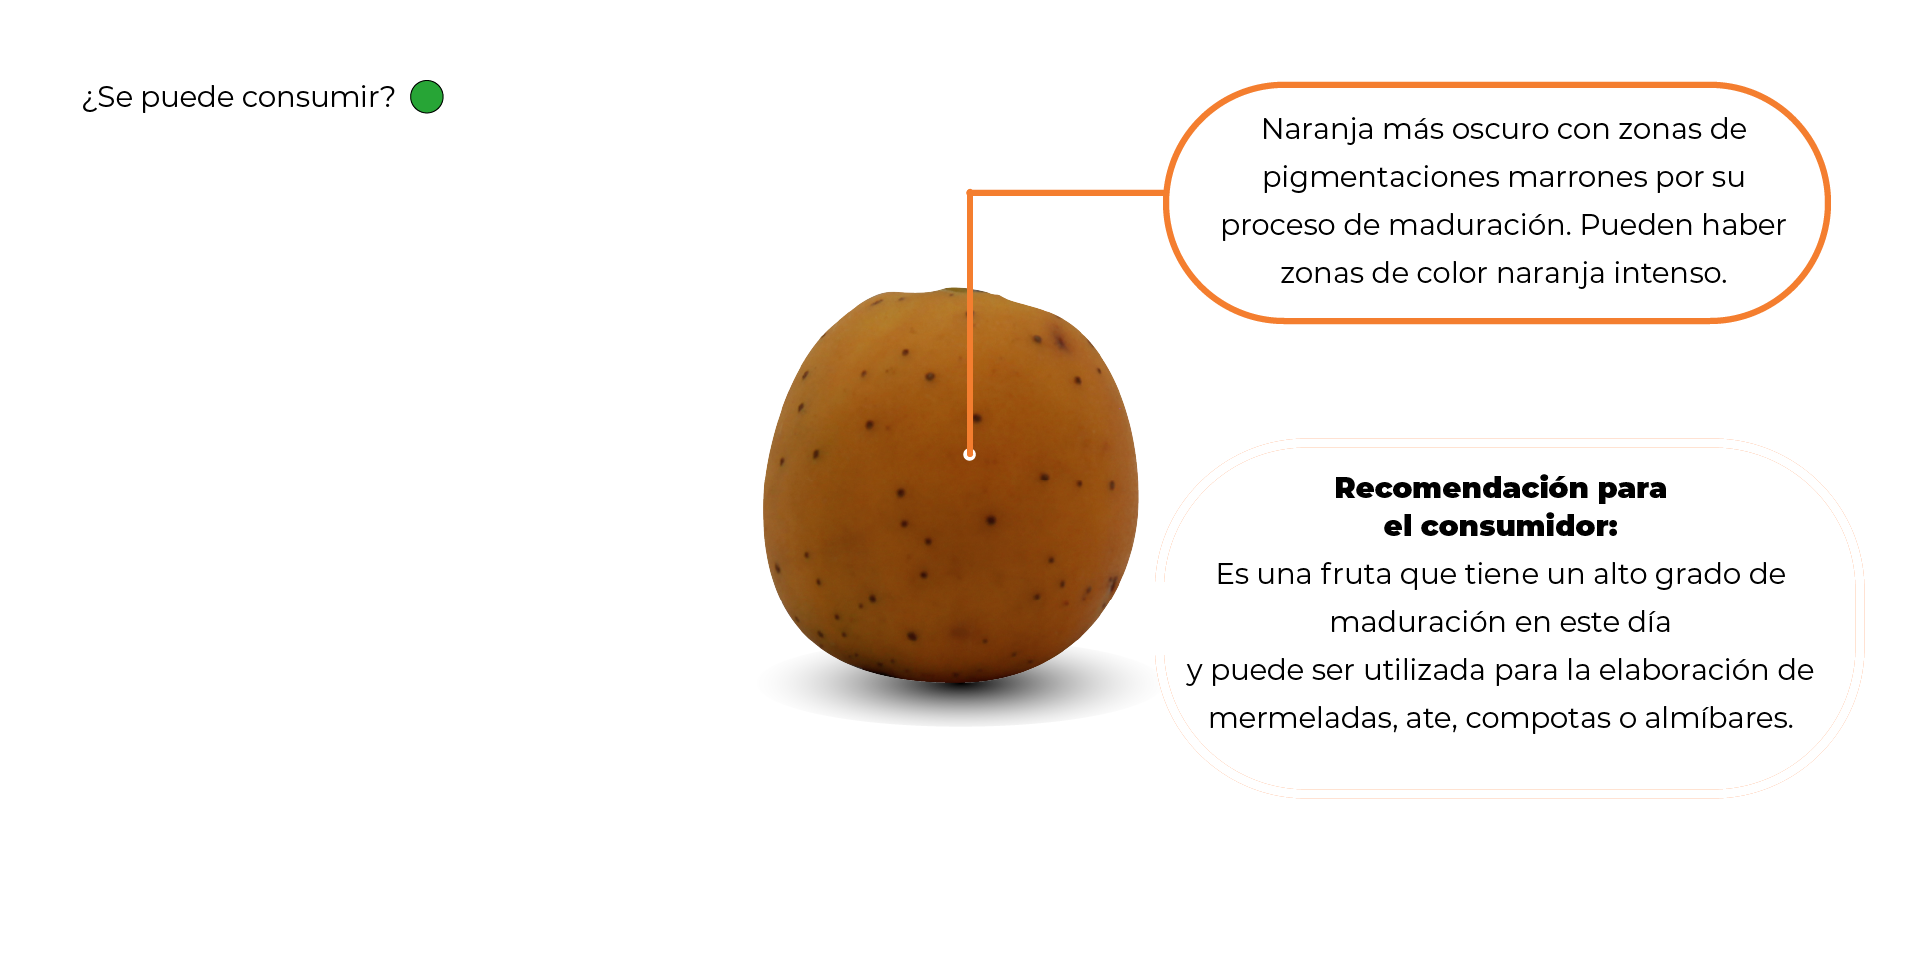 ¿Se puede consumir?
Naranja más oscuro con zonas de
pigmentaciones marrones por su
proceso de maduración. Pueden haber
zonas de color naranja intenso.
Recomendación para
el consumidor:
Es una fruta que tiene un alto grado de
maduración en este día
y puede ser utilizada para la elaboración de
mermeladas, ate, compotas o almíbares.